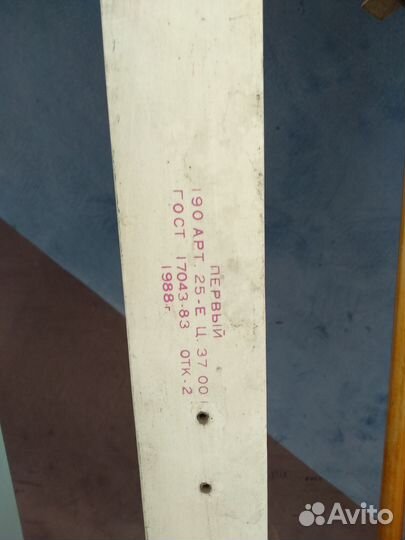 ПЕРВЫЙ
190 АРТ. 25-Е Ц. 37 00
ГОСТ 17043-83 ОТК-2
1988г.
Avito